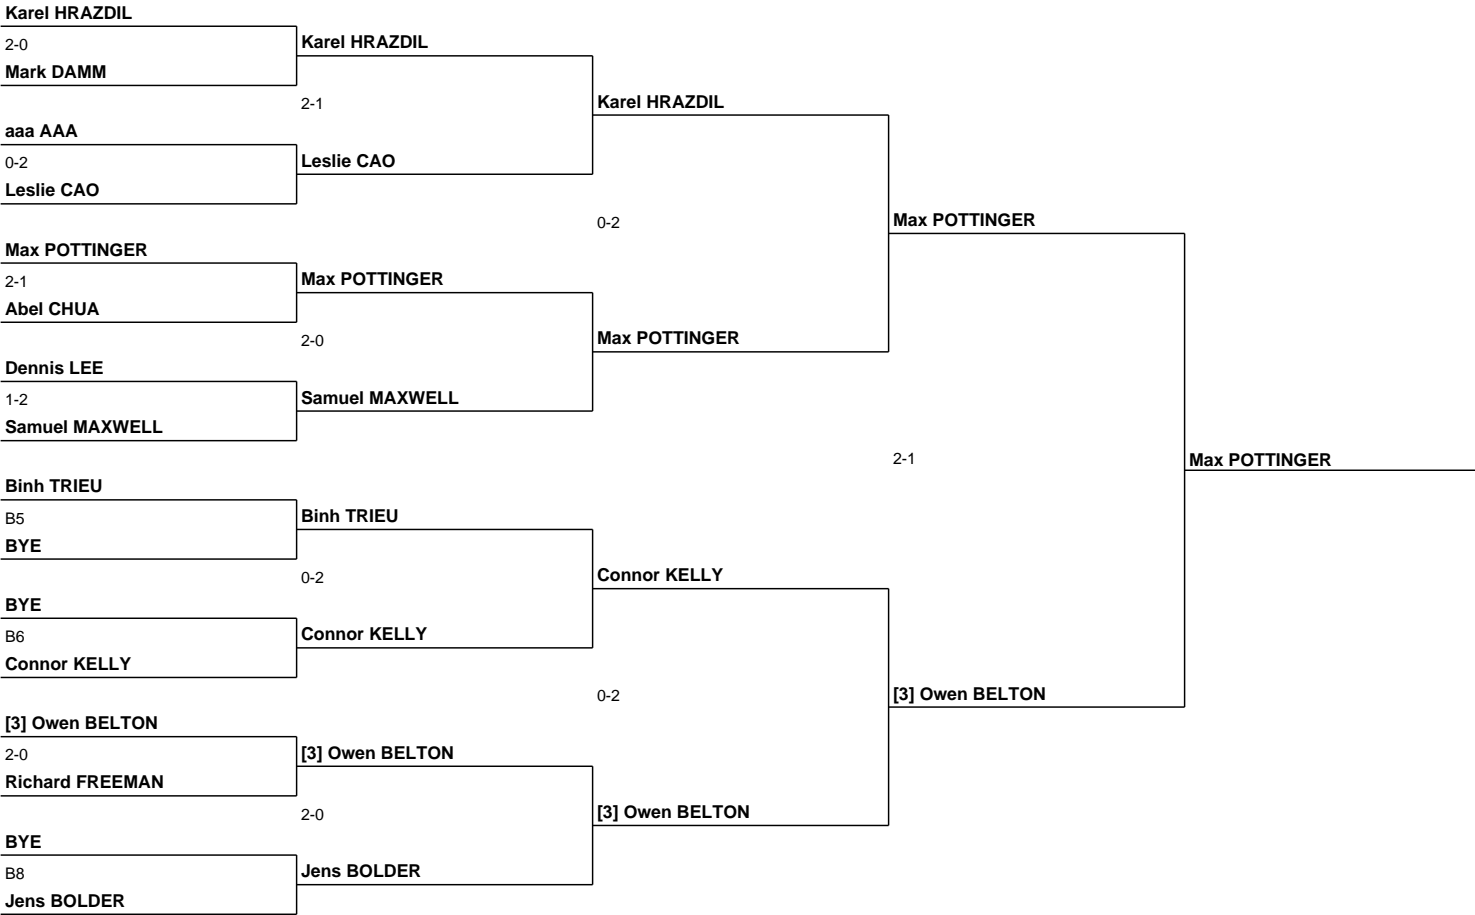 Karel HRAZDIL
2-0
Mark DAMM
aaa AAA
0-2
Leslie CAO
Max POTTINGER
2-1
Abel CHUA
Dennis LEE
1-2
Samuel MAXWELL
Binh TRIEU
B5
BYE
BYE
B6
Connor KELLY
[3] Owen BELTON
2-0
Richard FREEMAN
BYE
B8
Jens BOLDER
Karel HRAZDIL
2-1
Leslie CAO
Max POTTINGER
2-0
Samuel MAXWELL
Binh TRIEU
0-2
Connor KELLY
[3] Owen BELTON
2-0
Jens BOLDER
Karel HRAZDIL
0-2
Max POTTINGER
Connor KELLY
0-2
[3] Owen BELTON
Max POTTINGER
2-1
[3] Owen BELTON
Max POTTINGER